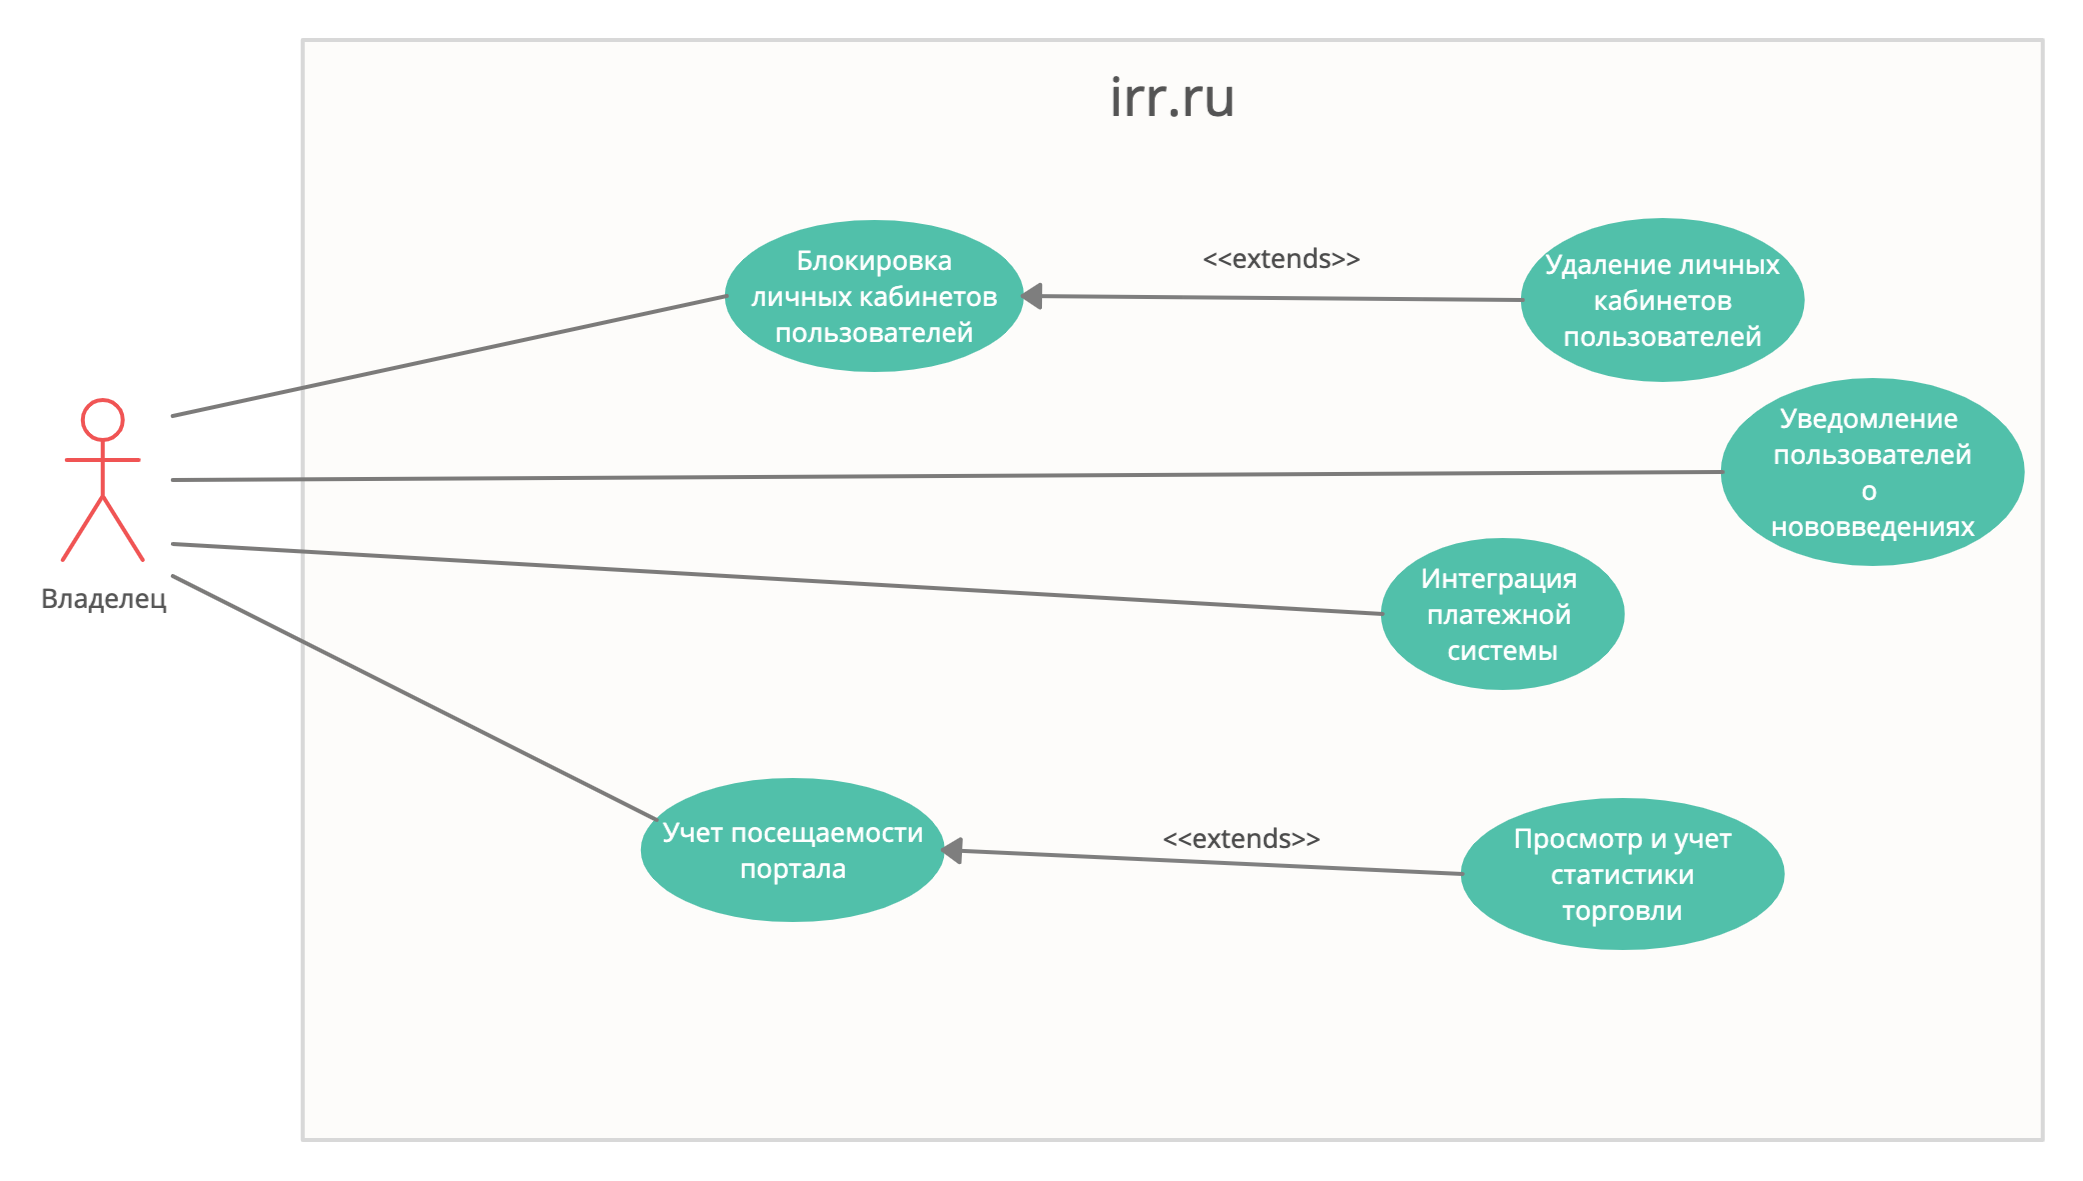 irr.ru
Блокировка
личных кабинетов
пользователей
<<extends>>
Удаление личных
кабинетов
пользователей
Уведомление
пользователей
о
нововведениях
Интеграция
платежной
системы
Владелец
Учет посещаемости
портала
<<extends>>
Просмотр и учет
статистики
торговли